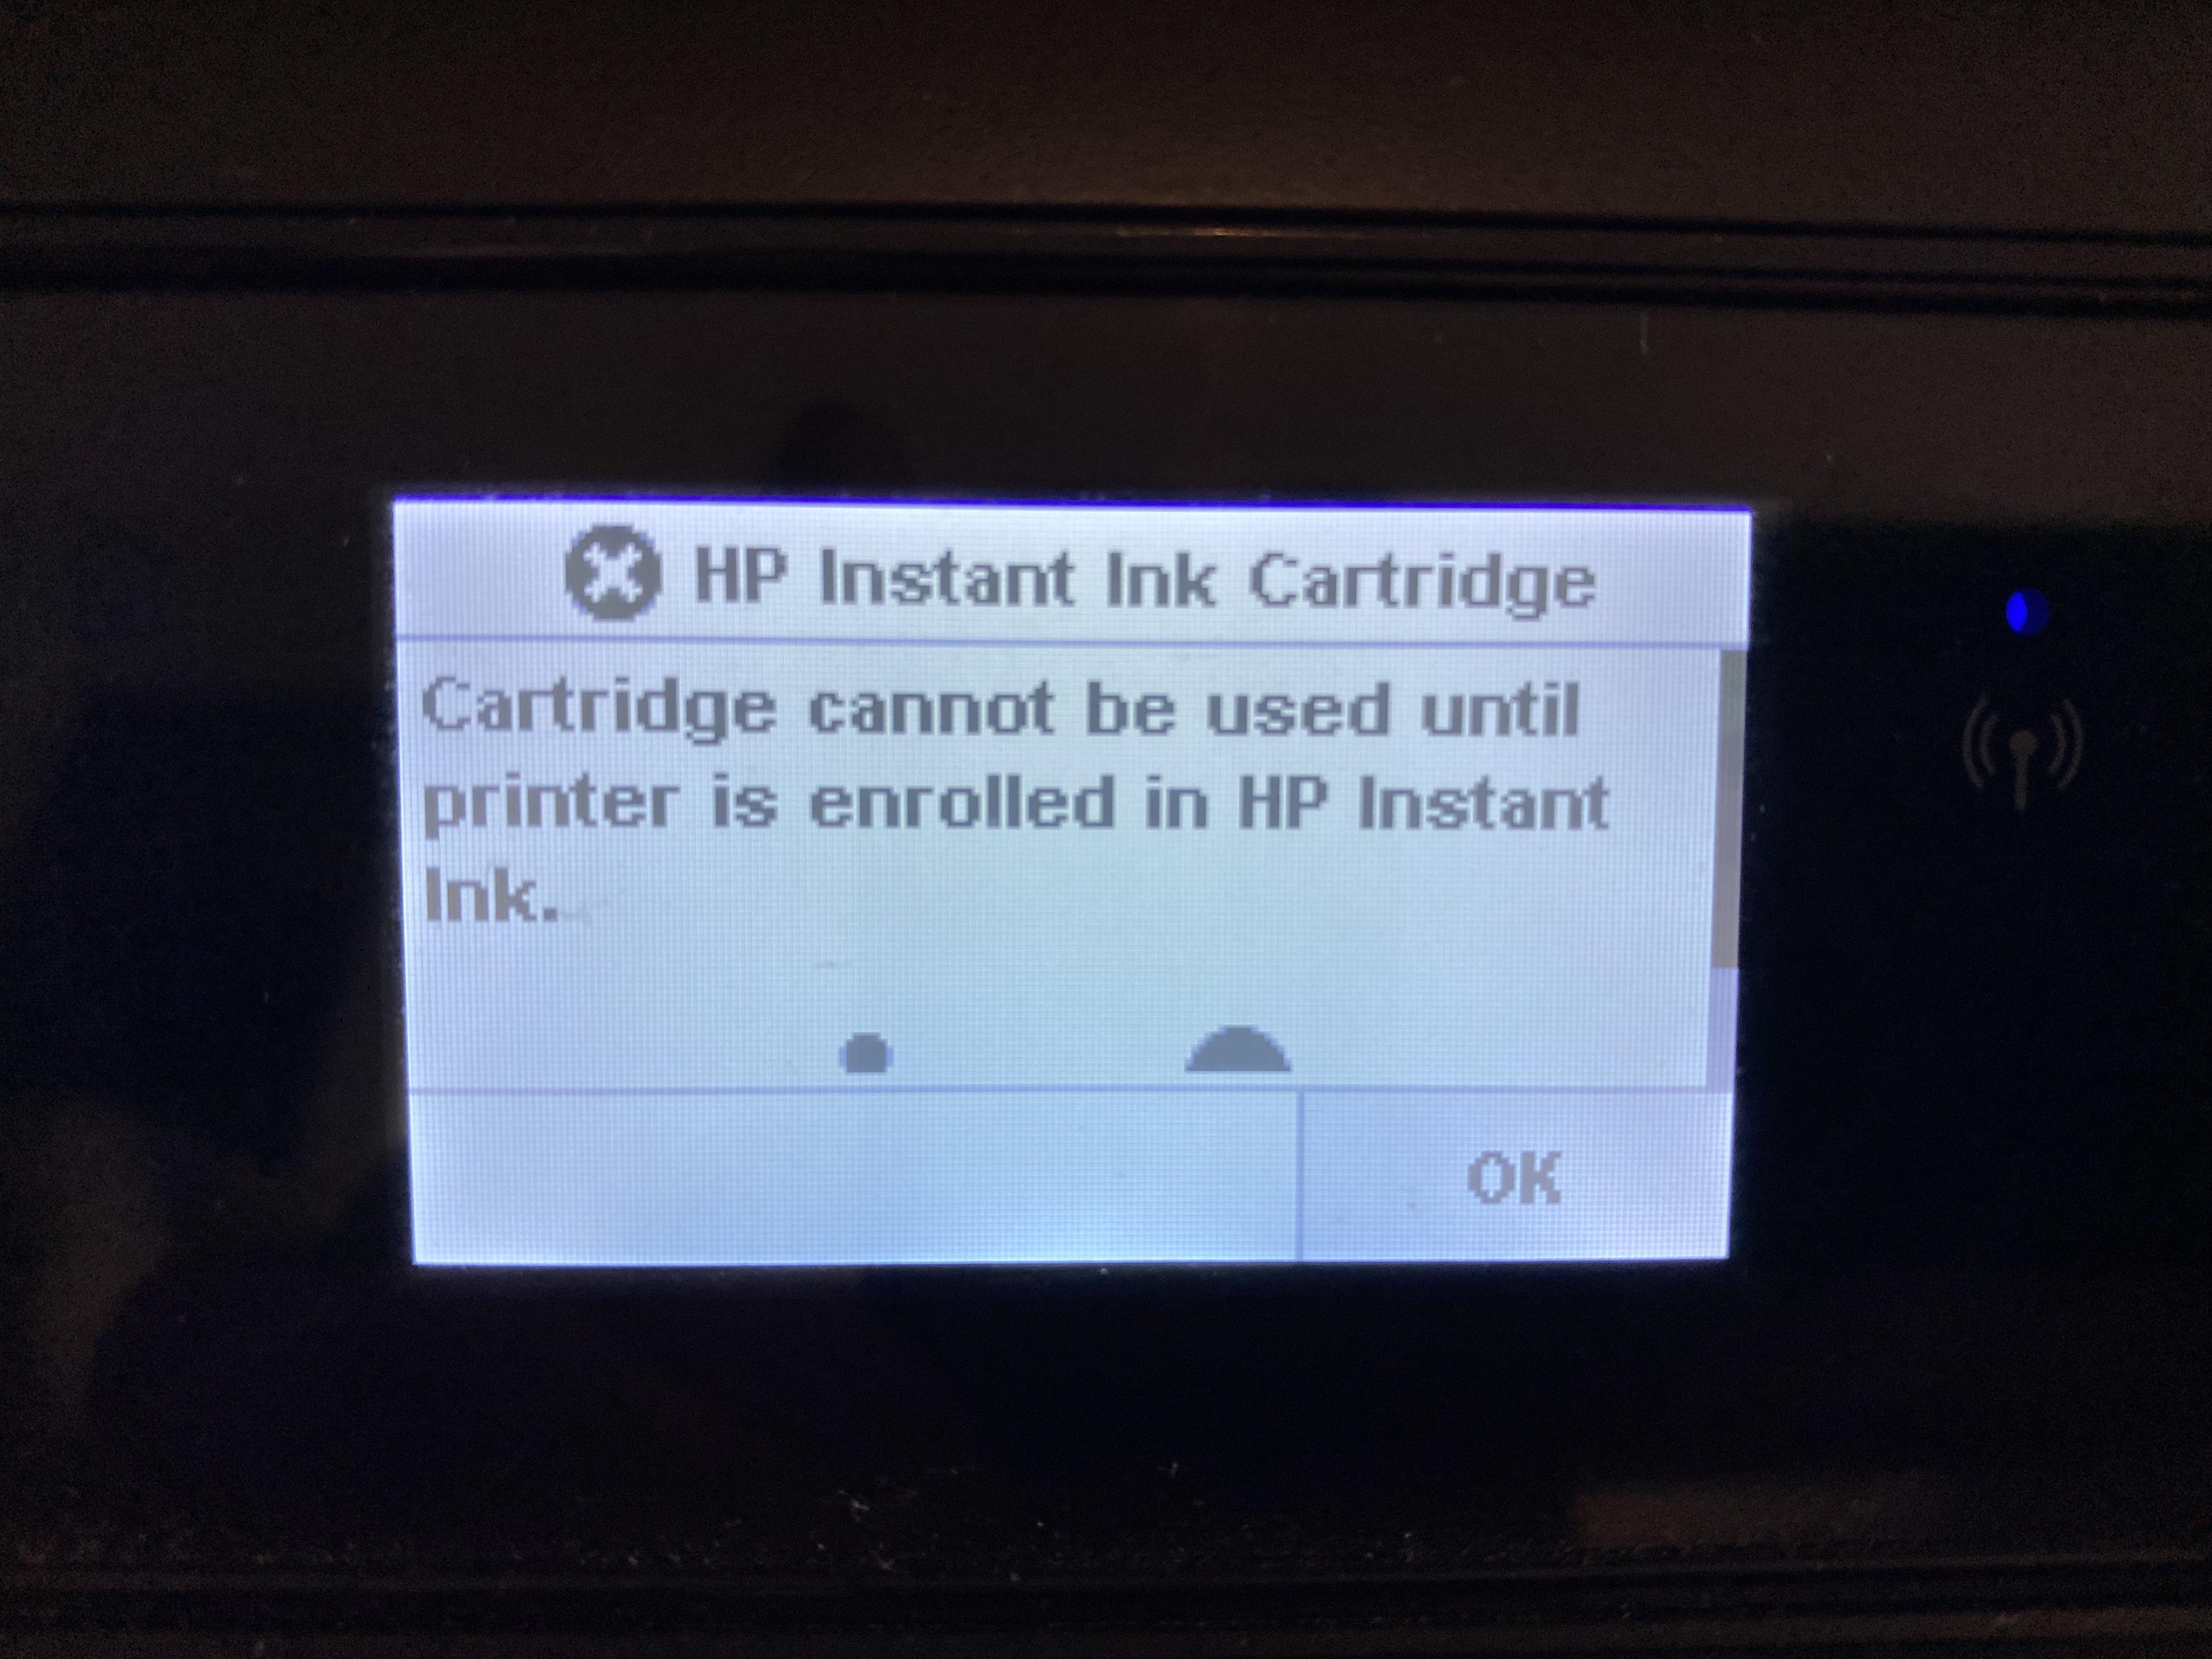 HP Instant Ink Cartridge
Cartridge cannot be used until
printer is enrolled in HP Instant
Ink.
OK